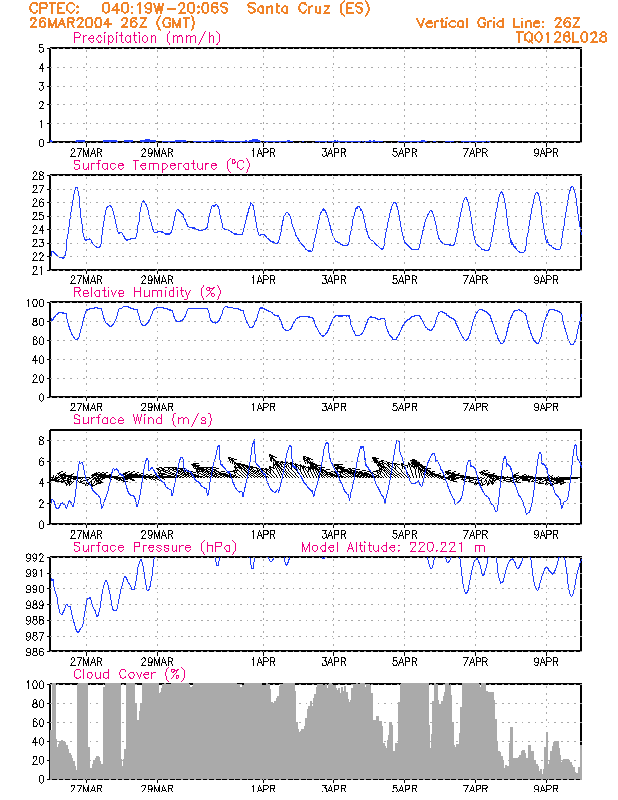 CPTEC: 040:19W-20:06S Santa Cruz (ES)
26MAR2004 26Z (GMT) Vertical Grid Line: 26Z
Precipitation (mm/h) TQ0126L028
5
4
3
2
1
0
27MAR 29MAR 1APR 3APR 5APR 7APR 9APR
Surface Temperature (ºC)
28
27
26
25
24
23
22
21
27MAR 29MAR 1APR 3APR 5APR 7APR 9APR
Relative Humidity (%)
100
80
60
40
20
0
27MAR 29MAR 1APR 3APR 5APR 7APR 9APR
Surface Wind (m/s)
8
6
4
2
0
27MAR 29MAR 1APR 3APR 5APR 7APR 9APR
Surface Pressure (hPa) Model Altitude: 220.221 m
992
991
990
989
988
987
986
27MAR 29MAR 1APR 3APR 5APR 7APR 9APR
Cloud Cover (%)
100
80
60
40
20
0
27MAR 29MAR 1APR 3APR 5APR 7APR 9APR